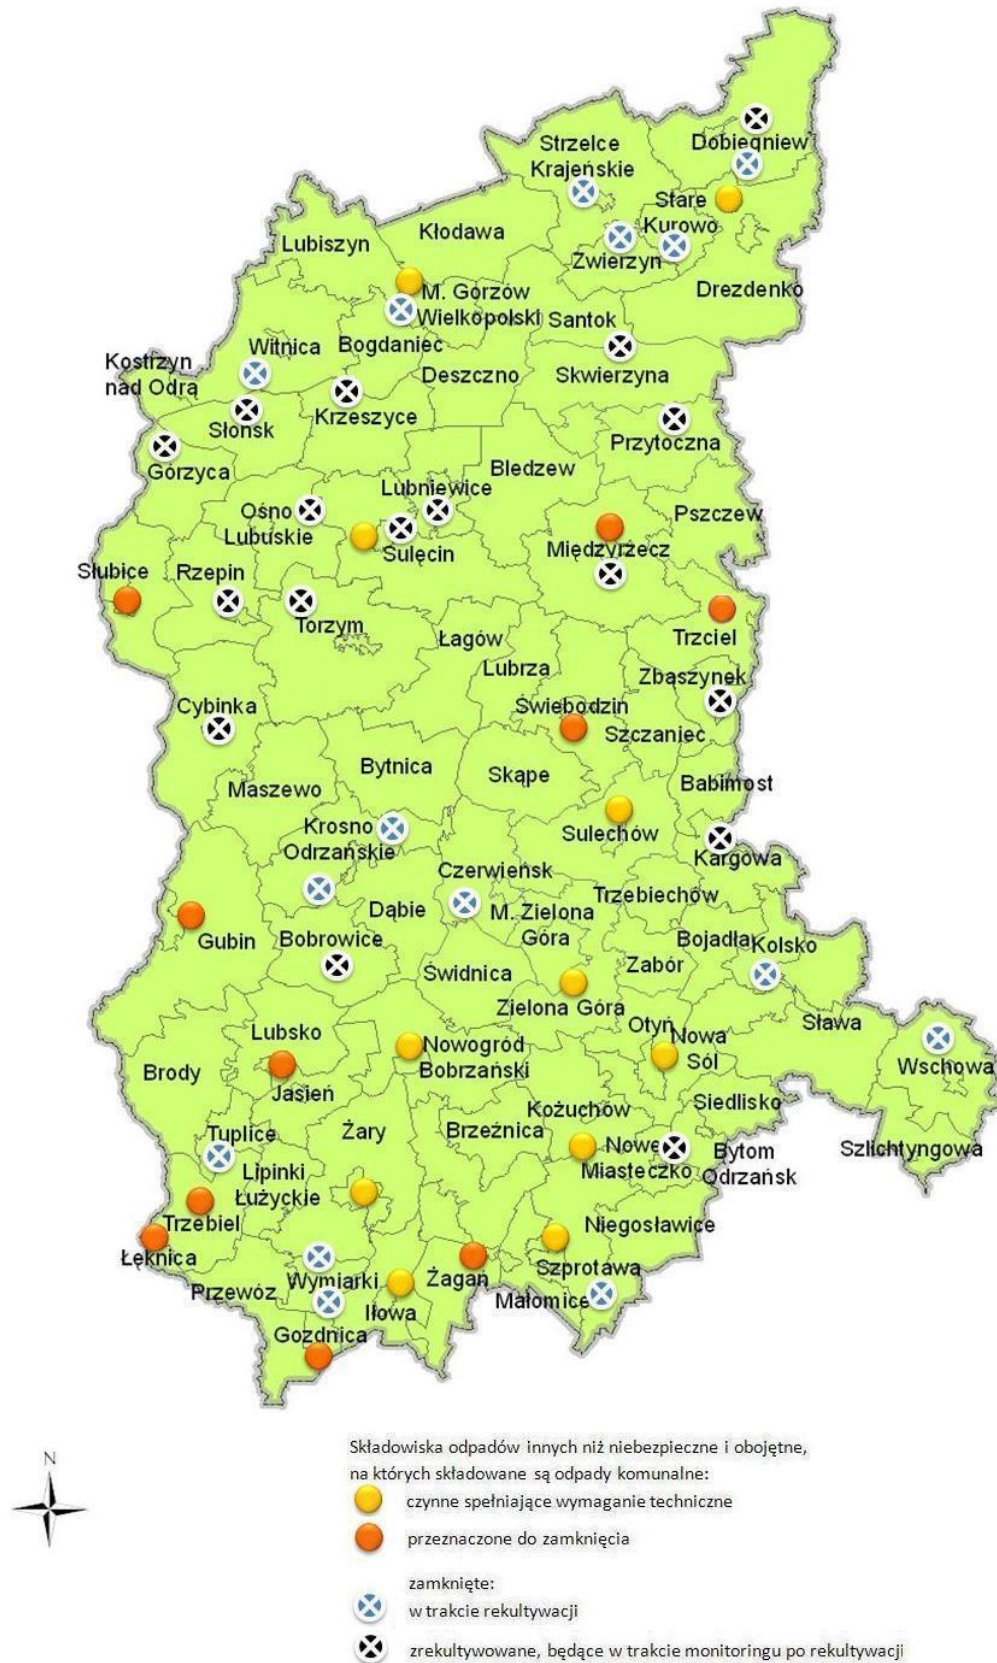 Dobiegniew
Strzelce
Krajeńskie
Stare
Kurowo
Kłodawa
Lubiszyn
Zwierzyn
Drezdenko
M. Gorzów
Wielkopolski
Santok
Bogdaniec
Witnica
Kostrzyn
nad Odrą
Deszczno
Skwierzyna
Krzeszyce
Słońsk
Przytoczna
Górzyca
Bledzew
Lubniewice
Ośno
Lubuskie
Pszczew
Sulęcin
Międzyrzecz
Słubice
Rzepin
Torzym
Trzciel
Łagów
Lubrza
Zbąszynek
Cybinka
Świebodzin
Szczaniec
Bytnica
Skąpe
Babimost
Maszewo
Krosno
Odrzańskie
Sulechów
Kargowa
Czerwieńsk
Trzebiechów
Dąbie
M. Zielona
Góra
Gubin
Bobrowice
Bojadła
Kolsko
Zabór
Świdnica
Zielona Góra
Sława
Otyń
Nowa
Sól
Lubsko
Nowogród
Bobrzański
Wschowa
Brody
Jasień
Siedlisko
Kożuchów
Brzeźnica
Tuplice
Żary
Nowe
Miasteczko
Bytom
Odrzańsk
Szlichtyngowa
Lipinki
Łużyckie
Trzebiel
Niegosławice
Łęknica
Szprotawa
Przewóz
Wymiarki
Żagań
Małomice
Iłowa
Gozdnica
N
Składowiska odpadów innych niż niebezpieczne i obojętne,
na których składowane są odpady komunalne:
czynne spełniające wymaganie techniczne
przeznaczone do zamknięcia
zamknięte:
w trakcie rekultywacji
zrekultywowane, będące w trakcie monitoringu po rekultywacji